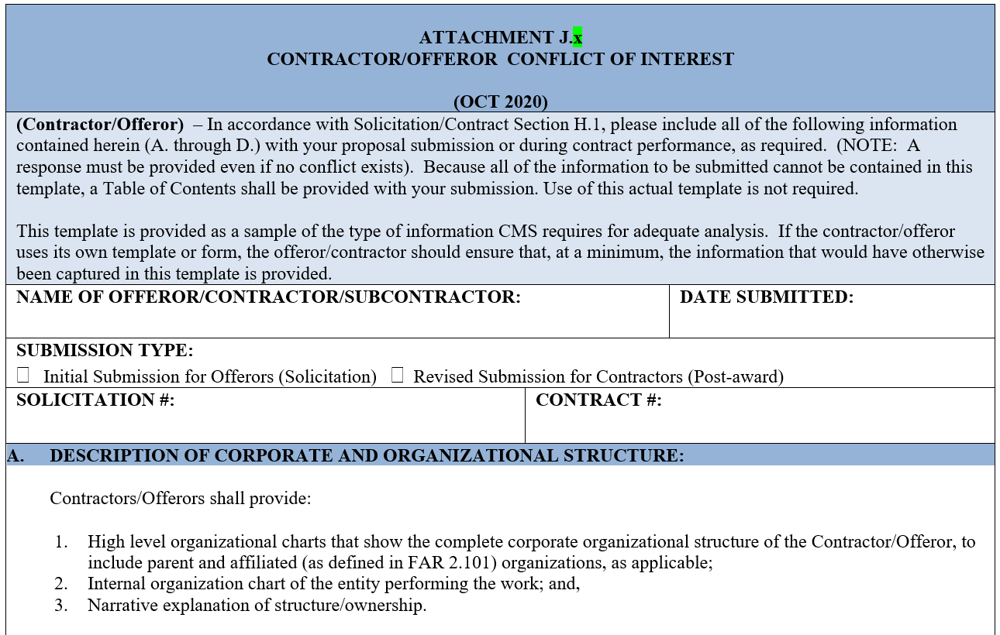 ATTACHMENT J.x
CONTRACTOR/OFFEROR  CONFLICT OF INTEREST
(OCT 2020)
(Contractor/Offeror)  – In accordance with Solicitation/Contract Section H.1, please include all of the following information
contained herein (A. through D.) with your proposal submission or during contract performance, as required.  (NOTE:  A
response must be provided even if no conflict exists).  Because all of the information to be submitted cannot be contained in this
template, a Table of Contents shall be provided with your submission. Use of this actual template is not required.
This template is provided as a sample of the type of information CMS requires for adequate analysis.  If the contractor/offeror
uses its own template or form, the offeror/contractor should ensure that, at a minimum, the information that would have otherwise
been captured in this template is provided.
NAME OF OFFEROR/CONTRACTOR/SUBCONTRACTOR:
DATE SUBMITTED:
SUBMISSION TYPE:
☐ Initial Submission for Offerors (Solicitation) ☐ Revised Submission for Contractors (Post-award)
SOLICITATION #:
CONTRACT #:
A. DESCRIPTION OF CORPORATE AND ORGANIZATIONAL STRUCTURE:
Contractors/Offerors shall provide:
1. High level organizational charts that show the complete corporate organizational structure of the Contractor/Offeror, to
include parent and affiliated (as defined in FAR 2.101) organizations, as applicable;
2. Internal organization chart of the entity performing the work; and,
3. Narrative explanation of structure/ownership.